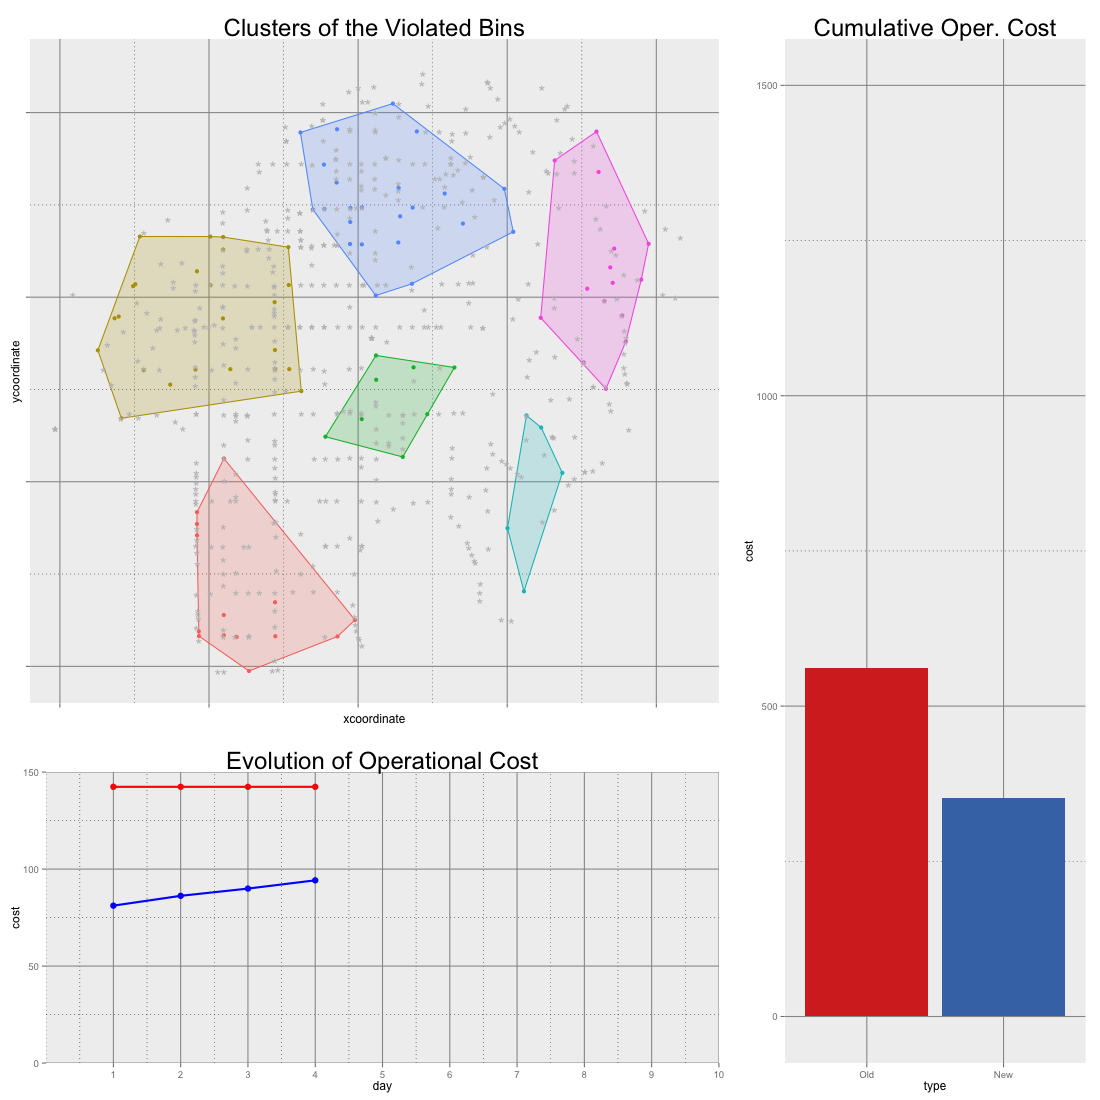 Clusters of the Violated Bins
ycoordinate
xcoordinate
Evolution of Operational Cost
150
100
50
0
cost
1 2 3 4 5 6 7 8 9 10
day
Cumulative Oper. Cost
1500
1000
500
0
cost
Old New
type